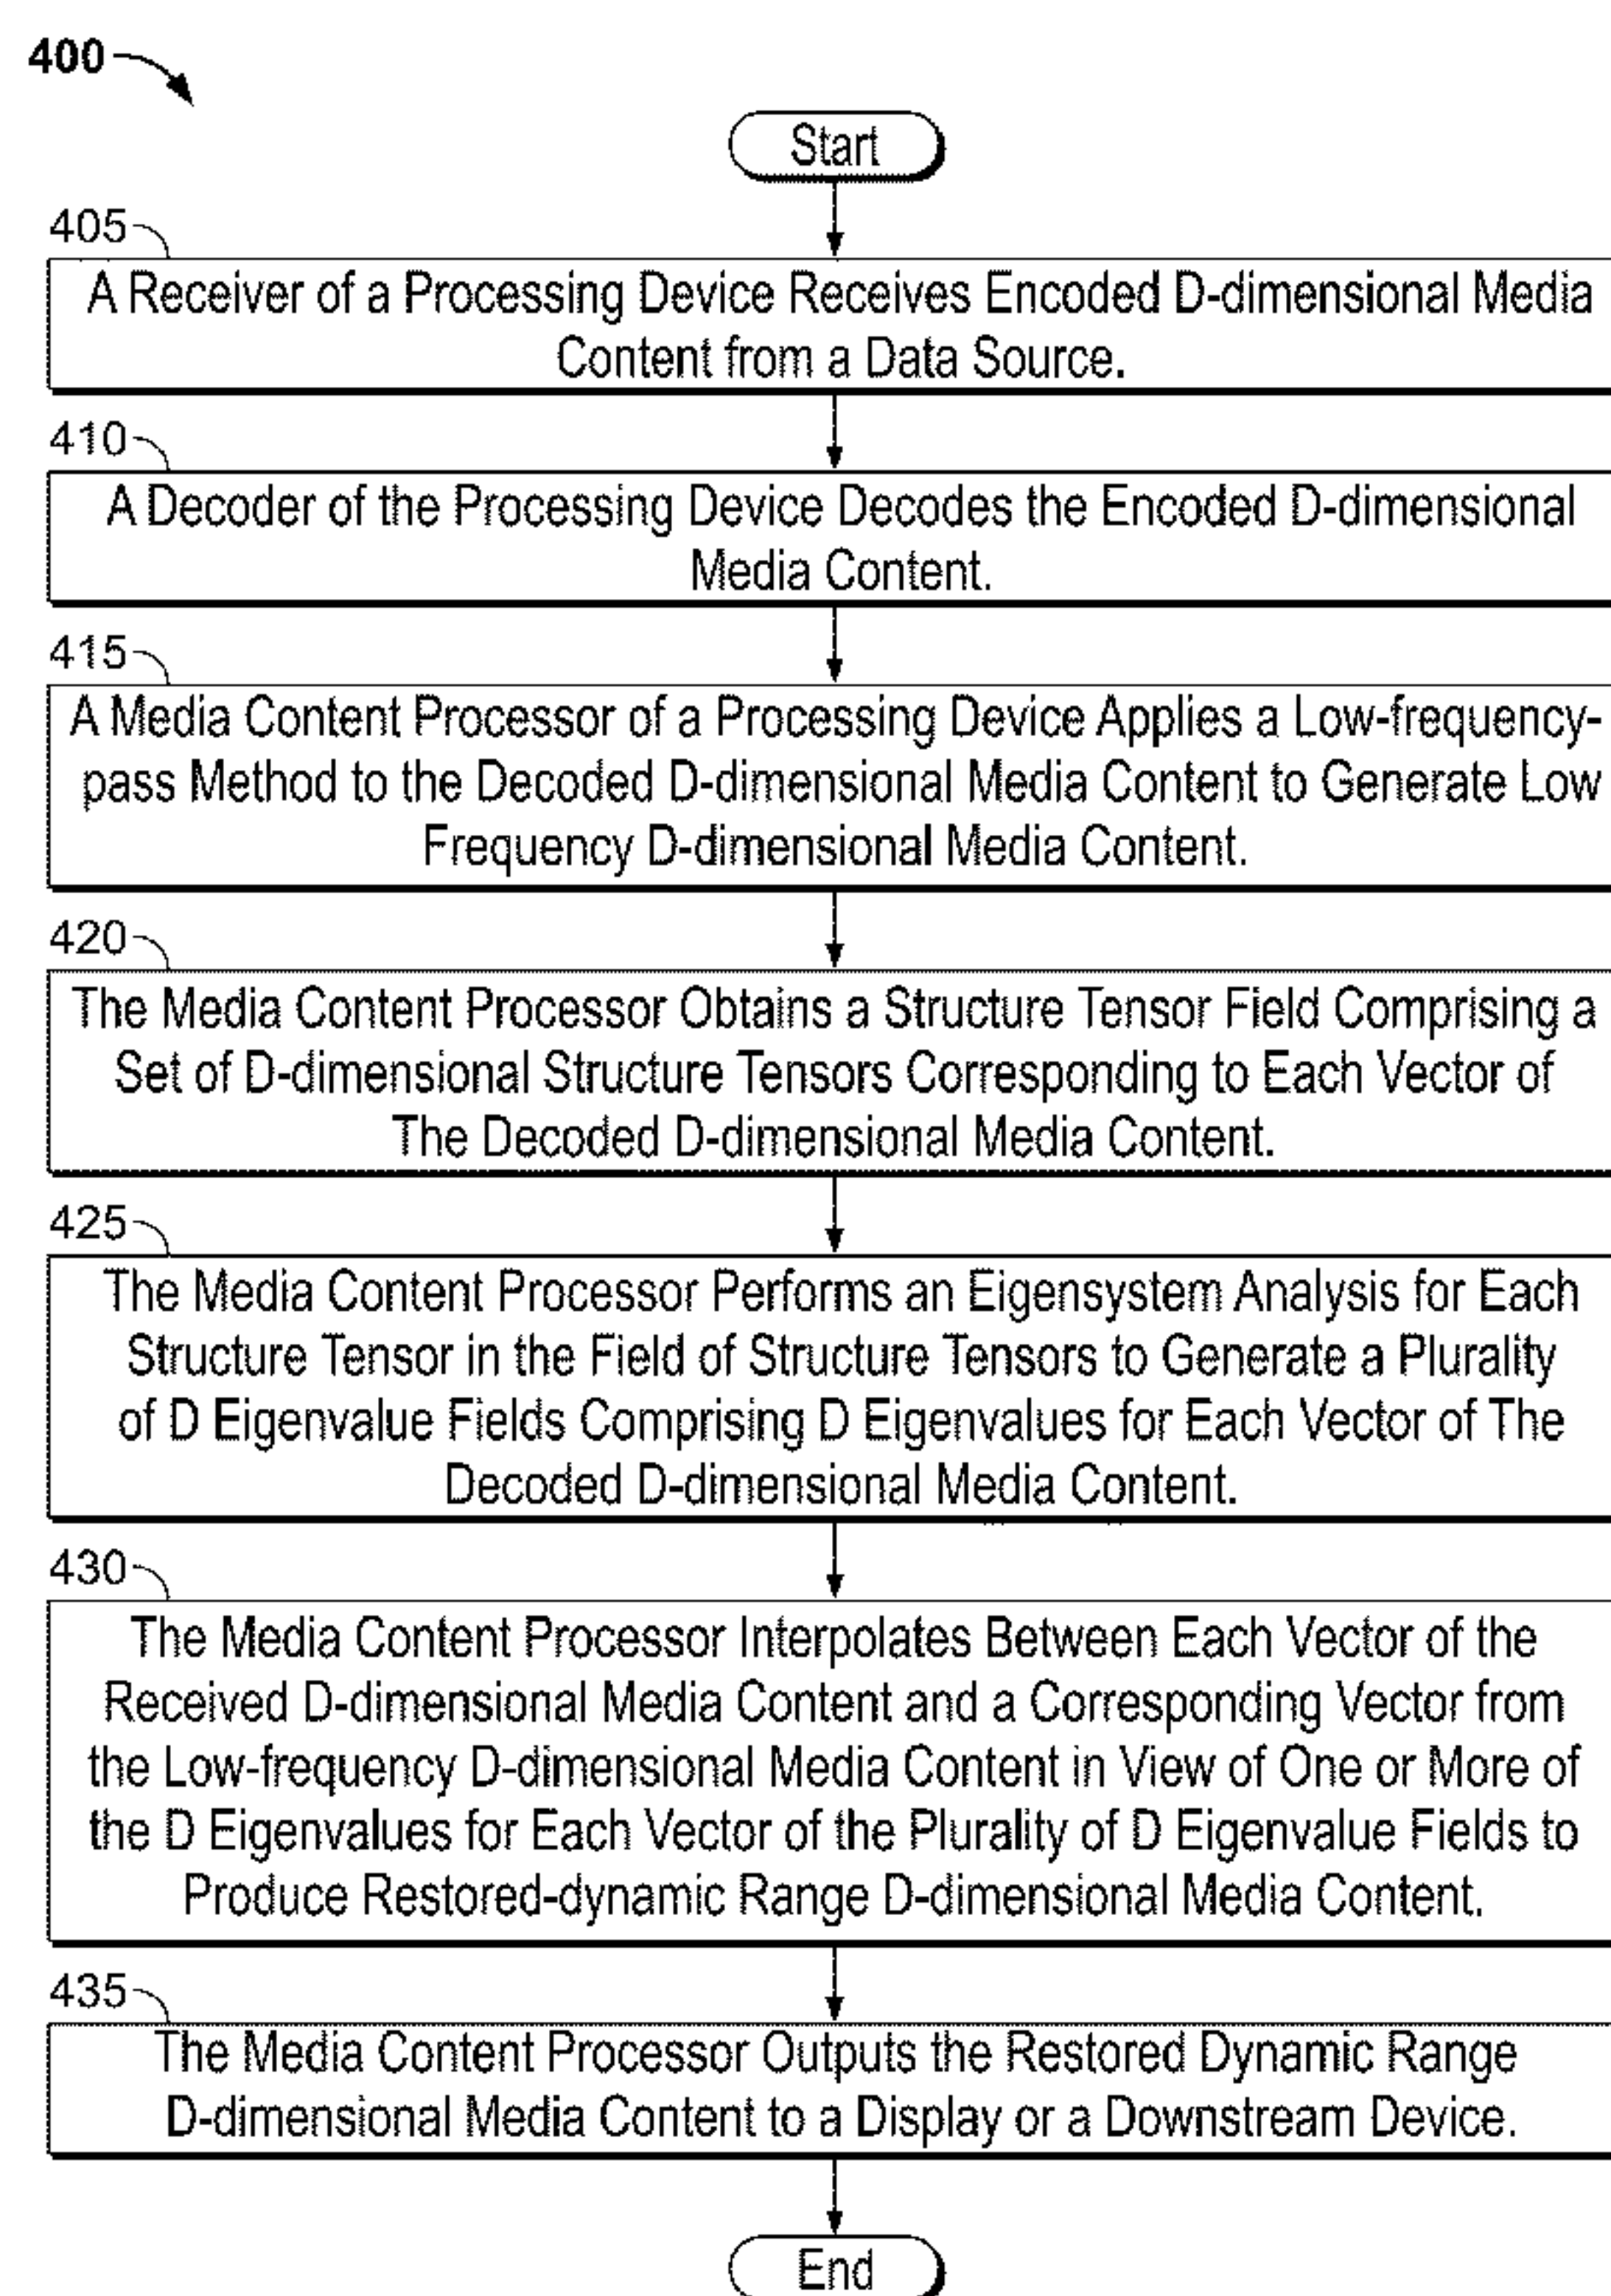 400
Start
405
A Receiver of a Processing Device Receives Encoded D-dimensional Media
Content from a Data Source.
410
A Decoder of the Processing Device Decodes the Encoded D-dimensional
Media Content.
415
A Media Content Processor of a Processing Device Applies a Low-frequency-
pass Method to the Decoded D-dimensional Media Content to Generate Low
Frequency D-dimensional Media Content.
420
The Media Content Processor Obtains a Structure Tensor Field Comprising a
Set of D-dimensional Structure Tensors Corresponding to Each Vector of
The Decoded D-dimensional Media Content.
425
The Media Content Processor Performs an Eigensystem Analysis for Each
Structure Tensor in the Field of Structure Tensors to Generate a Plurality
of D Eigenvalue Fields Comprising D Eigenvalues for Each Vector of The
Decoded D-dimensional Media Content.
430
The Media Content Processor Interpolates Between Each Vector of the
Received D-dimensional Media Content and a Corresponding Vector from
the Low-frequency D-dimensional Media Content in View of One or More of
the D Eigenvalues for Each Vector of the Plurality of D Eigenvalue Fields to
Produce Restored-dynamic Range D-dimensional Media Content.
435
The Media Content Processor Outputs the Restored Dynamic Range
D-dimensional Media Content to a Display or a Downstream Device.
End